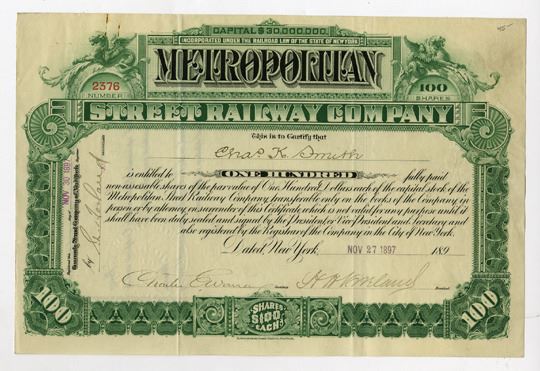 45-
CAPITAL $30,000,000.
INCORPORATED UNDER THE RAILROAD LAW OF THE STATE OF NEW YORK
METROPOLITAN
2376
NUMBER
100
SHARES
STREET RAILWAY COMPANY
This is to Certify that
Chas. K. Smith
is entitled to ONE HUNDRED fully paid
non-assessable shares of the par value of One Hundred Dollars each of the capital stock of the
Metropolitan Street Railway Company, transferable only on the books of the Company in
person or by attorney on surrender of this Certificate, which is not valid for any purpose until it
shall have been duly sealed and signed by the President or Vice President and Secretary and
also registered by the Registrar of the Company in the City of New York.
Dated, New York, NOV 27 1897 189
NOV 30 1897
By
100
SHARES
$100
EACH
100